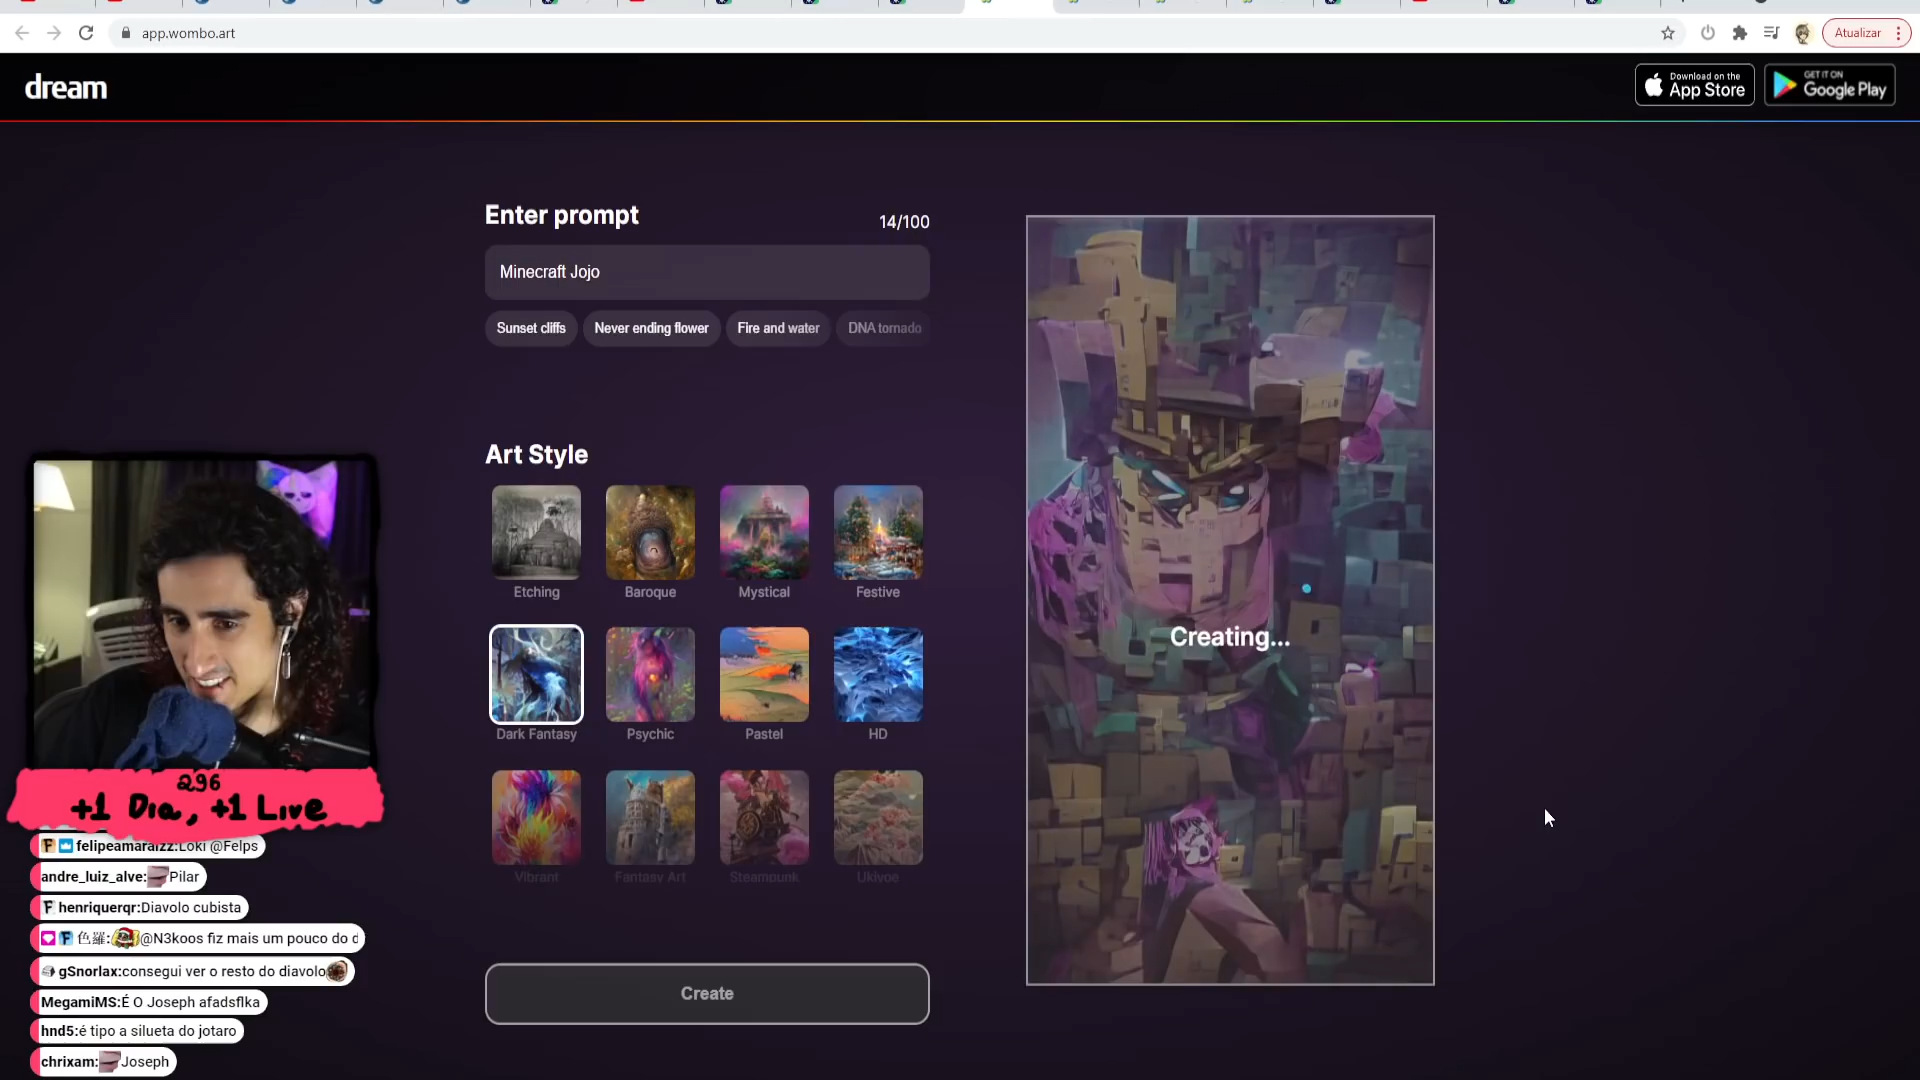 app.wombo.art
Atualizar
dream
Download on the
App Store
GET IT ON
Google Play
Enter prompt
14/100
Minecraft Jojo
Sunset cliffs
Never ending flower
Fire and water
DNA tornado
Art Style
Etching
Baroque
Mystical
Festive
Dark Fantasy
Psychic
Pastel
HD
Vibrant
Fantasy Art
Steampunk
Ukiyoe
Create
Creating...
296
+1 Dia, +1 Live
felipeamaralzz:Loki @Felps
andre_luiz_alve:Pilar
henriquerqr:Diavolo cubista
色羅:@N3koos fiz mais um pouco do d
gSnorlax:consegui ver o resto do diavolo
MegamiMS:É O Joseph afadsflka
hnd5:é tipo a silueta do jotaro
chrixam:Joseph